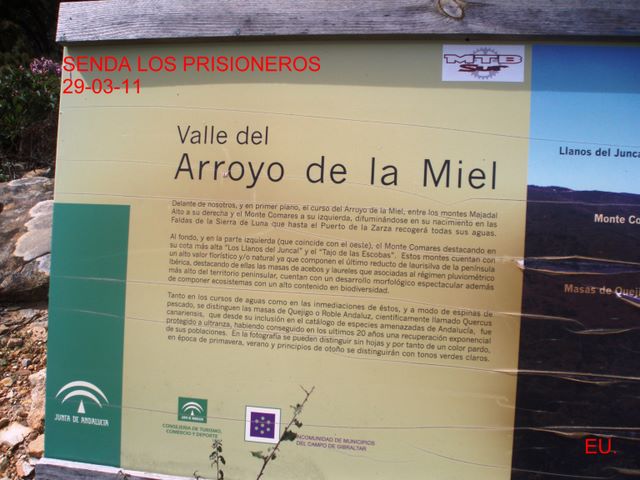 SENDA LOS PRISIONEROS
29-03-11
MTB
Sur
Valle del
Arroyo de la Miel
Delante de nosotros, y en primer plano, el curso del Arroyo de la Miel, entre los montes Majadal
Alto a su derecha y el Monte Comares a su izquierda, difuminándose en su nacimiento en las
Faldas de la Sierra de Luna que hasta el Puerto de la Zarza recogerá todas sus aguas.
Al fondo, y en la parte izquierda (que coincide con el oeste), el Monte Comares destacando en
su cota más alta "Los Llanos del Juncal" y el "Tajo de las Escobas". Estos montes cuentan con
un alto valor florístico y/o natural ya que componen el último reducto de laurisilva de la península
Ibérica, destacando de ellas las masas de acebos y laureles que asociadas al régimen pluviométrico
más alto del territorio peninsular, cuentan con un desarrollo morfológico espectacular además
de componer ecosistemas con un alto contenido en biodiversidad.
Tanto en los cursos de aguas como en las inmediaciones de éstos, y a modo de espinas de
pescado, se distinguen las masas de Quejigo o Roble Andaluz, científicamente llamado Quercus
canariensis, que desde su inclusión en el catálogo de especies amenazadas de Andalucía, fue
protegido a ultranza, habiendo conseguido en los ultimos 20 años una recuperación exponencial
de sus poblaciones. En la fotografía se pueden distinguir sin hojas y por tanto de un color pardo,
en época de primavera, verano y principios de otoño se distinguirán con tonos verdes claros.
Llanos del Junca
Monte Co
Masas de Quej
JUNTA DE ANDALUCIA
CONSEJERÍA DE TURISMO,
COMERCIO Y DEPORTE
NCOMUNIDAD DE MUNICIPIOS
DEL CAMPO DE GIBRALTAR
EU.